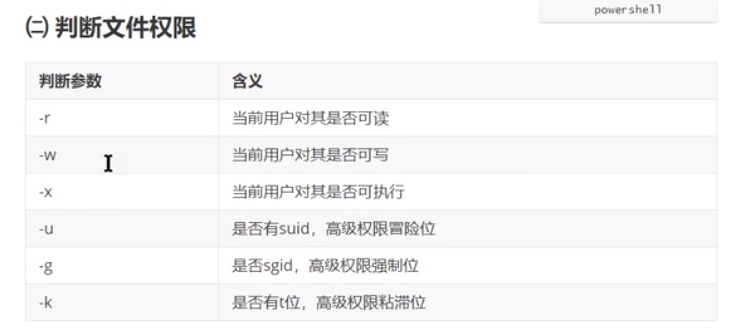 powershell
㈡ 判断文件权限
判断参数 含义
-r 当前用户对其是否可读
-w 当前用户对其是否可写
-x 当前用户对其是否可执行
-u 是否有suid，高级权限冒险位
-g 是否sgid，高级权限强制位
-k 是否有t位，高级权限粘滞位